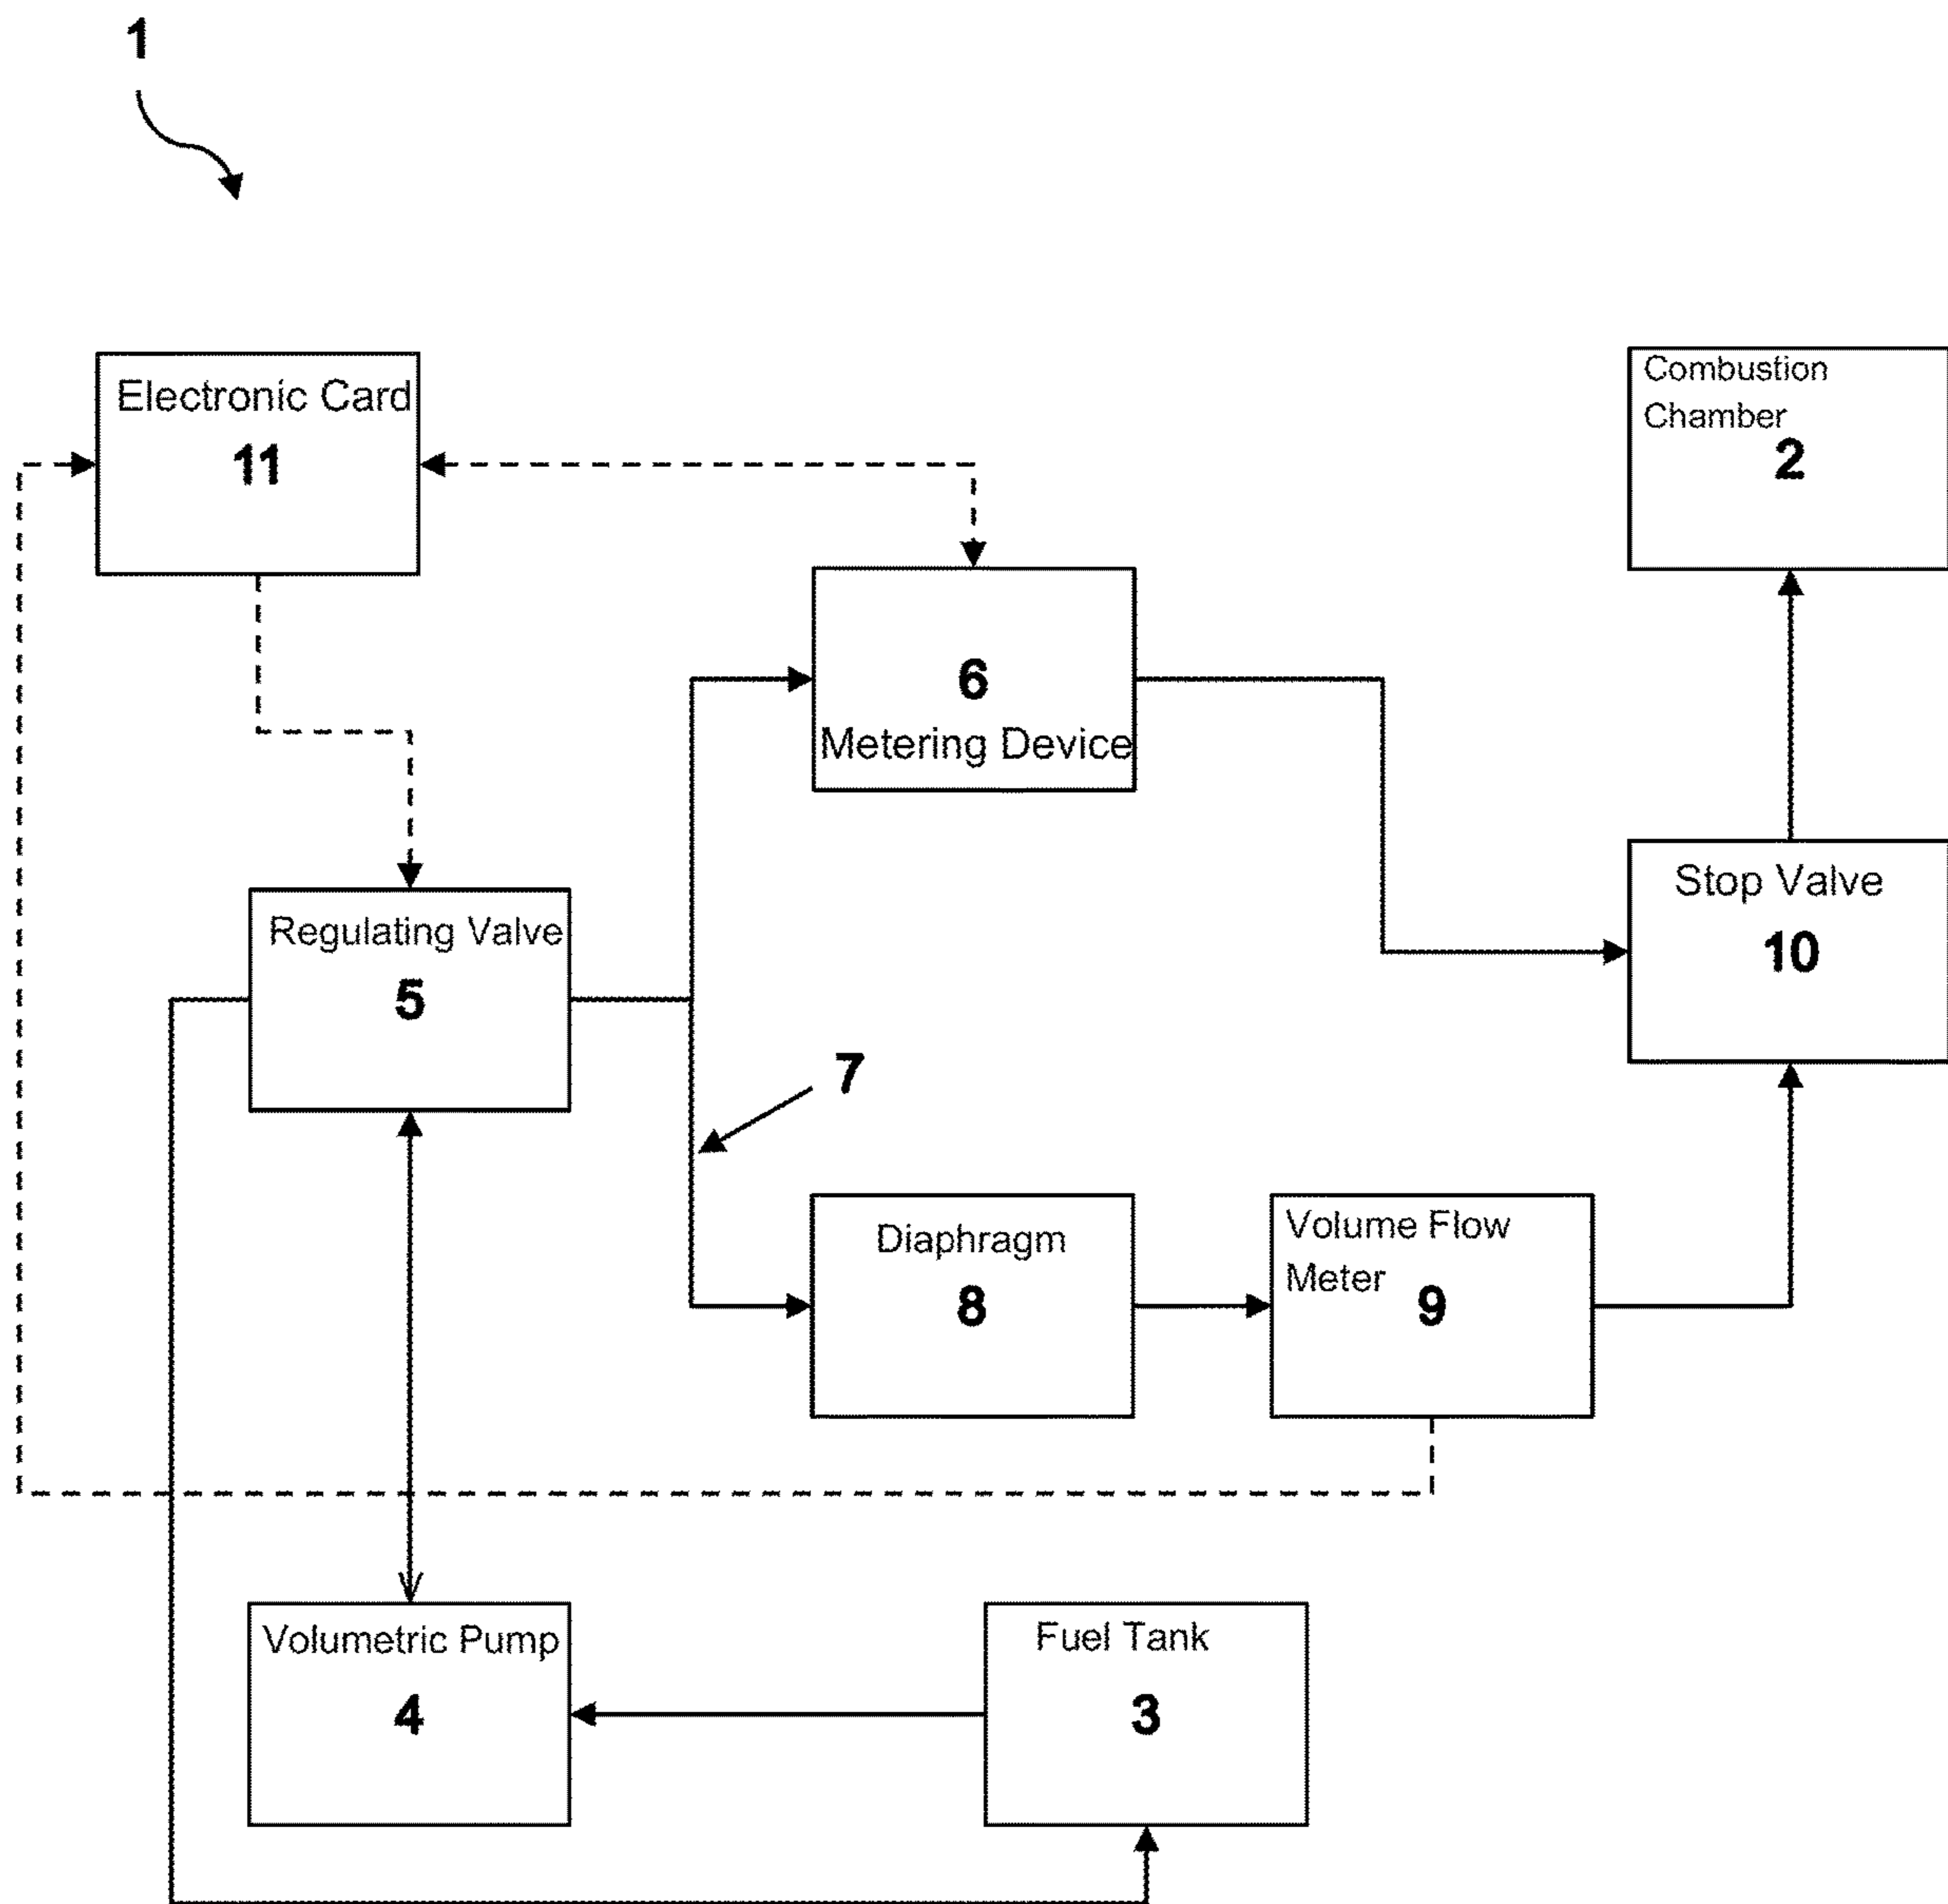 1
Electronic Card
11
Combustion
Chamber
2
6
Metering Device
Stop Valve
10
Regulating Valve
5
7
Diaphragm
8
Volume Flow
Meter
9
Volumetric Pump
4
Fuel Tank
3